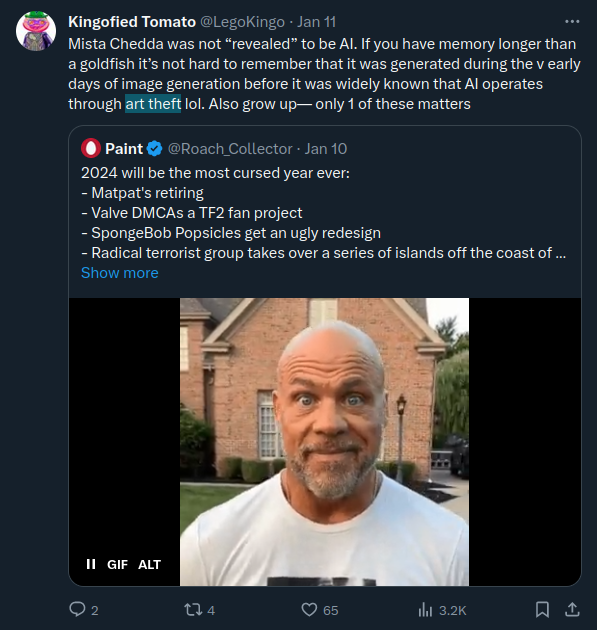 Kingofied Tomato @LegoKingo · Jan 11
Mista Chedda was not “revealed” to be AI. If you have memory longer than
a goldfish it’s not hard to remember that it was generated during the v early
days of image generation before it was widely known that AI operates
through art theft lol. Also grow up— only 1 of these matters
Paint @Roach_Collector · Jan 10
2024 will be the most cursed year ever:
- Matpat's retiring
- Valve DMCAs a TF2 fan project
- SpongeBob Popsicles get an ugly redesign
- Radical terrorist group takes over a series of islands off the coast of ...
Show more
GIF ALT
2 4 65 3.2K